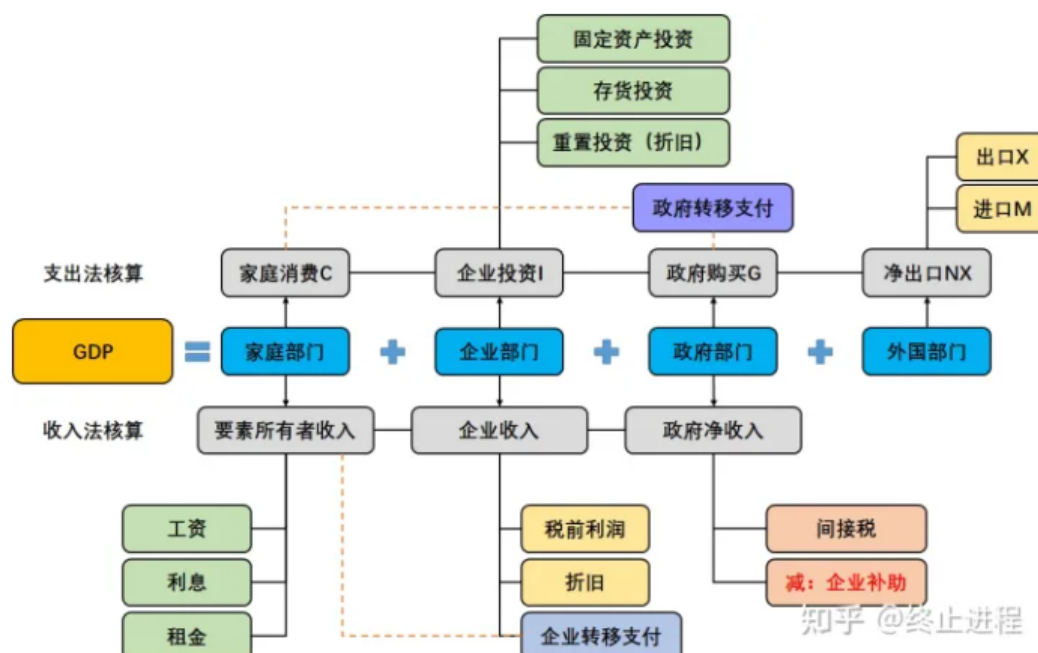 固定资产投资
存货投资
重置投资（折旧）
出口X
进口M
政府转移支付
支出法核算
家庭消费C
企业投资I
政府购买G
净出口NX
GDP
=
家庭部门
+
企业部门
+
政府部门
+
外国部门
收入法核算
要素所有者收入
企业收入
政府净收入
工资
税前利润
间接税
利息
折旧
减：企业补助
租金
企业转移支付
知乎 @终止进程